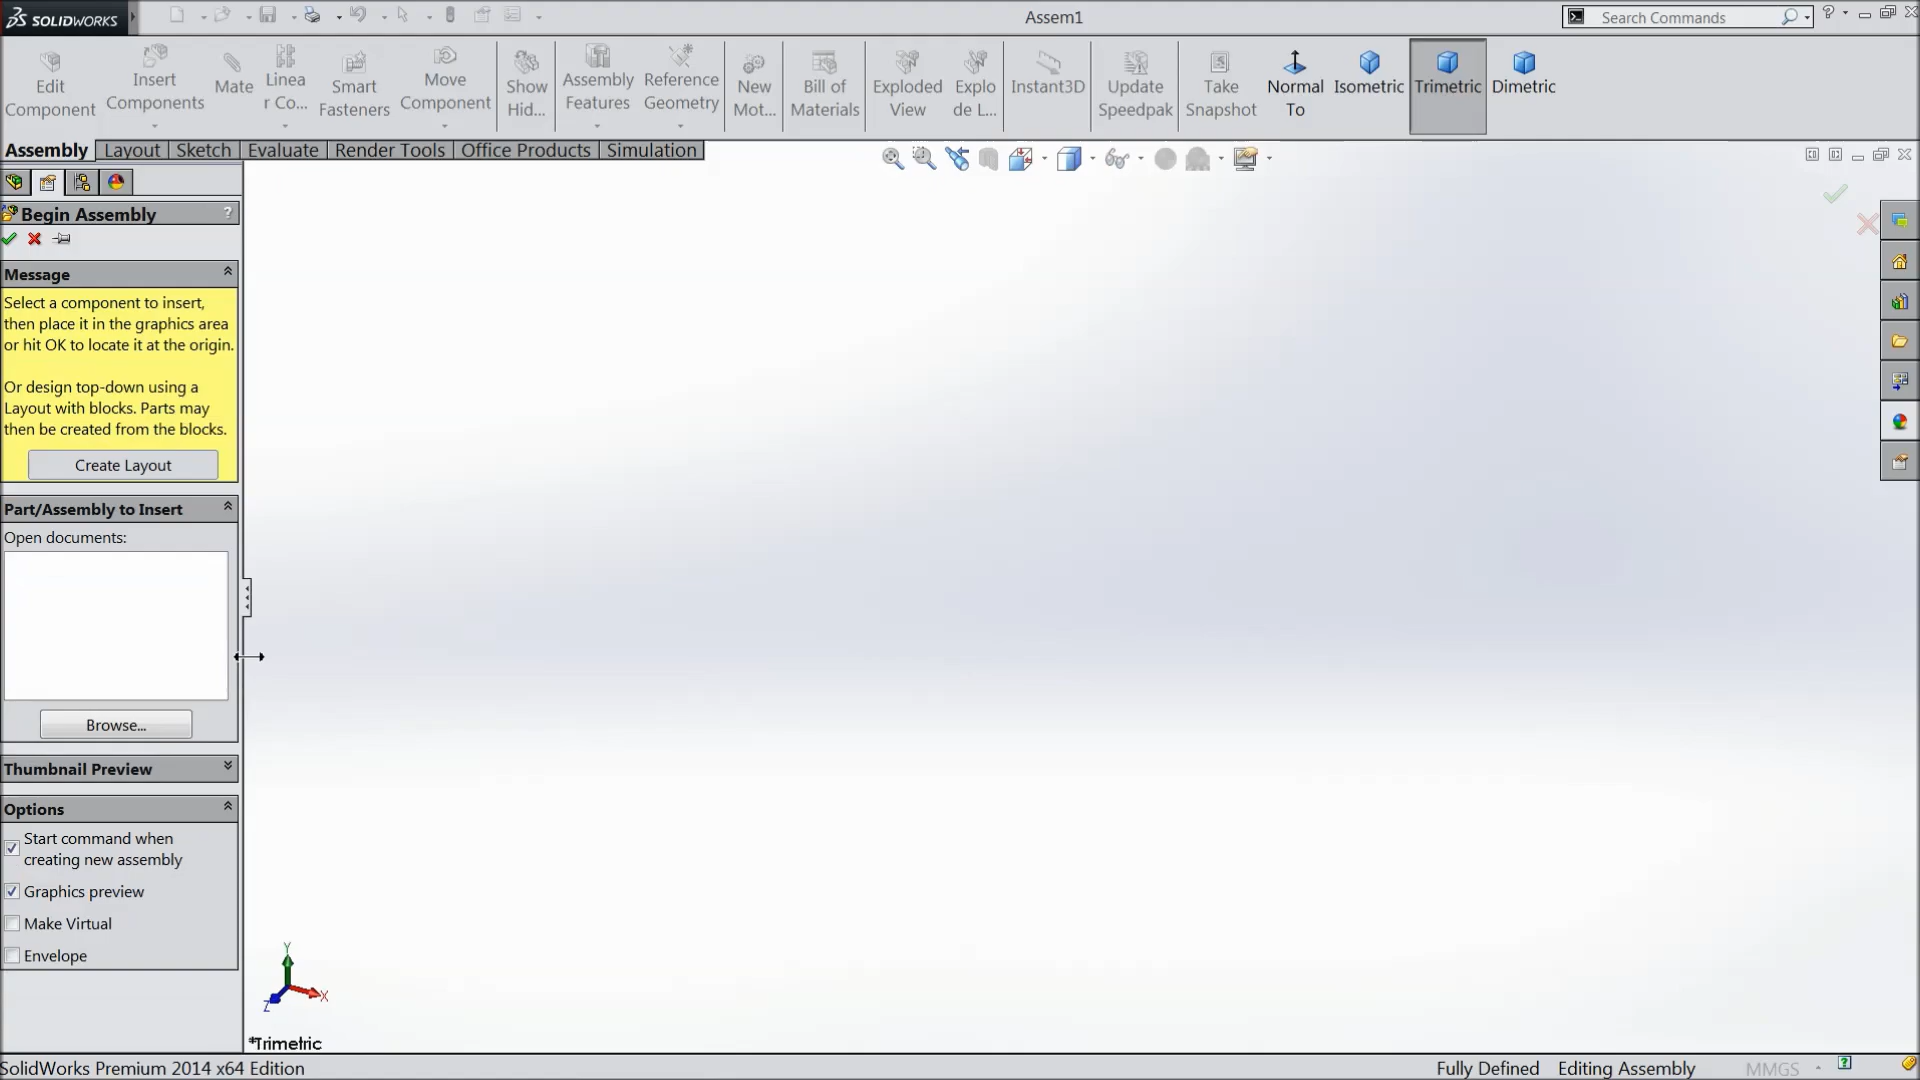 SOLIDWORKS
Assem1
Search Commands
Edit
Component
Insert
Components
Mate
Linea
r Co...
Smart
Fasteners
Move
Component
Show
Hid...
Assembly
Features
Reference
Geometry
New
Mot...
Bill of
Materials
Exploded
View
Explo
de L...
Instant3D
Update
Speedpak
Take
Snapshot
Normal
To
Isometric
Trimetric
Dimetric
Assembly
Layout
Sketch
Evaluate
Render Tools
Office Products
Simulation
Begin Assembly
?
Message
Select a component to insert,
then place it in the graphics area
or hit OK to locate it at the origin.
Or design top-down using a
Layout with blocks. Parts may
then be created from the blocks.
Create Layout
Part/Assembly to Insert
Open documents:
Browse...
Thumbnail Preview
Options
Start command when
creating new assembly
Graphics preview
Make Virtual
Envelope
Y
X
Z
*Trimetric
SolidWorks Premium 2014 x64 Edition
Fully Defined
Editing Assembly
MMGS